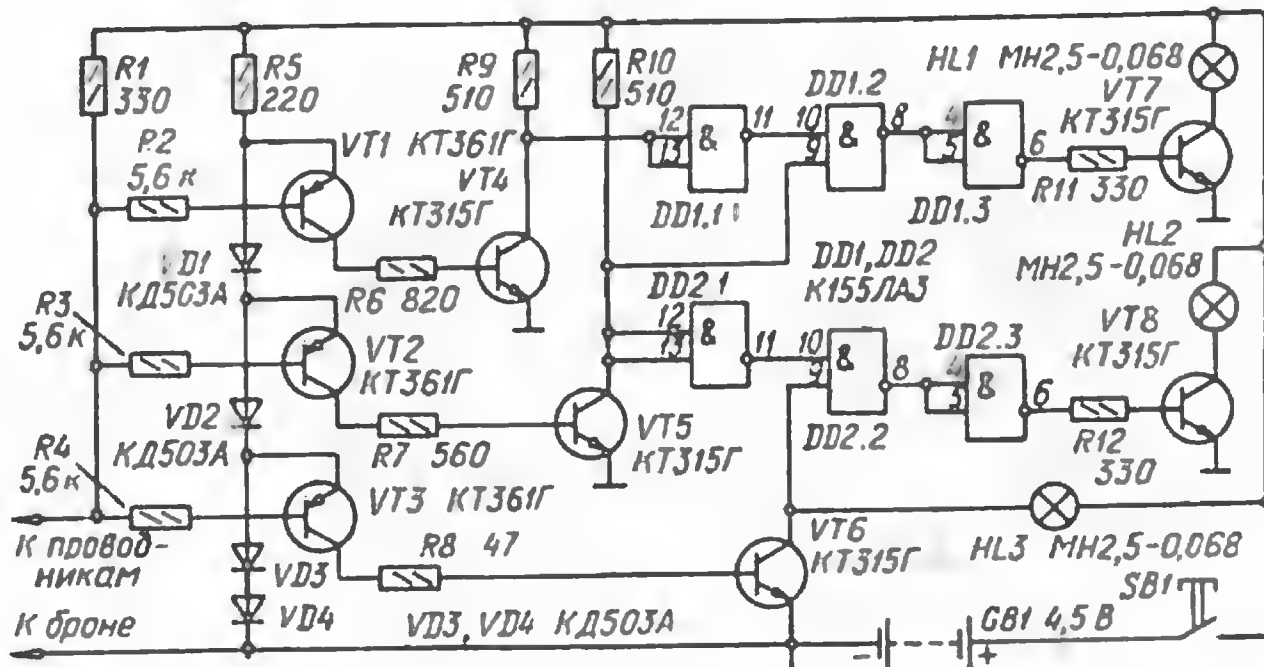 R1
330
R5
220
R9
510
R10
510
DD1.2
HL1 МН2,5-0,068
VT7
КТ315Г
R2
5,6 к
VT1 КТ361Г
VT4
КТ315Г
12
13
&
11
10
9
&
8
4
5
&
6
R11 330
DD1.1
DD1.3
HL2
МН2,5-0,068
VD1
КД503А
R6 820
DD1, DD2
К155ЛА3
R3
5,6 к
VT2
КТ361Г
DD2.1
12
13
&
11
10
9
&
8
DD2.3
4
5
&
6
VT8
КТ315Г
VD2
КД503А
R7 560
VT5
КТ315Г
DD2.2
R12
330
R4
5,6 к
VT3 КТ361Г
К провод-
никам
R8 47
VT6
КТ315Г
HL3 МН2,5-0,068
VD3
VD4
SB1
К броне
VD3, VD4 КД503А
GB1 4,5 В
- +